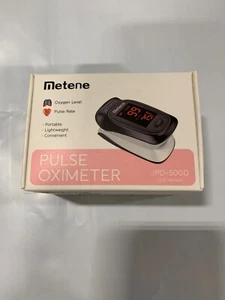 metene
Oxygen Level
Pulse Rate
· Portable
· Lightweight
· Convenient
PULSE
OXIMETER
JPD-500D